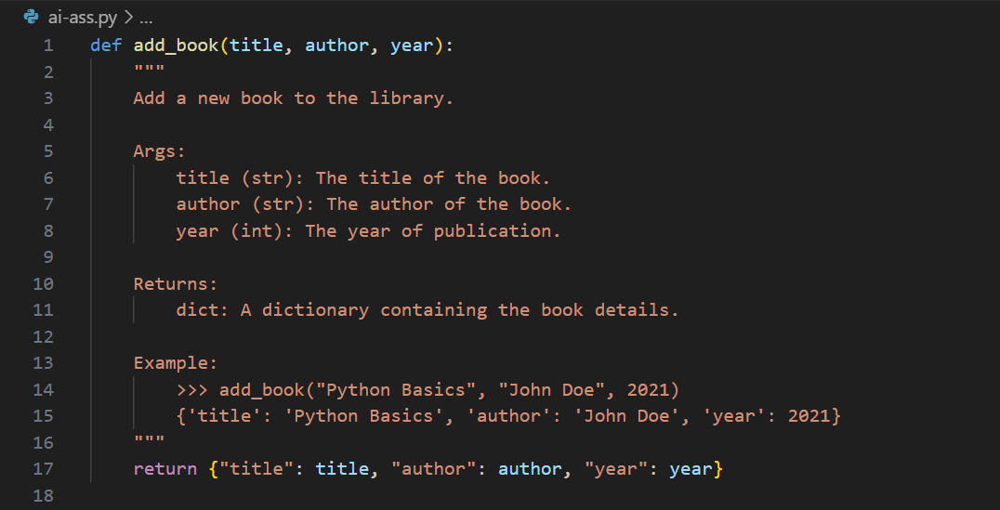 ai-ass.py > ...
1 def add_book(title, author, year):
2     """
3     Add a new book to the library.
4
5     Args:
6         title (str): The title of the book.
7         author (str): The author of the book.
8         year (int): The year of publication.
9
10     Returns:
11         dict: A dictionary containing the book details.
12
13     Example:
14         >>> add_book("Python Basics", "John Doe", 2021)
15         {'title': 'Python Basics', 'author': 'John Doe', 'year': 2021}
16     """
17     return {"title": title, "author": author, "year": year}
18